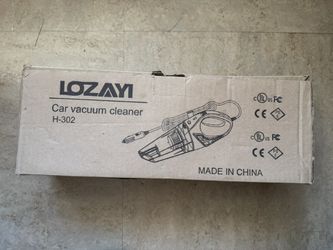 LOZAYI
Car vacuum cleaner
H-302
MADE IN CHINA